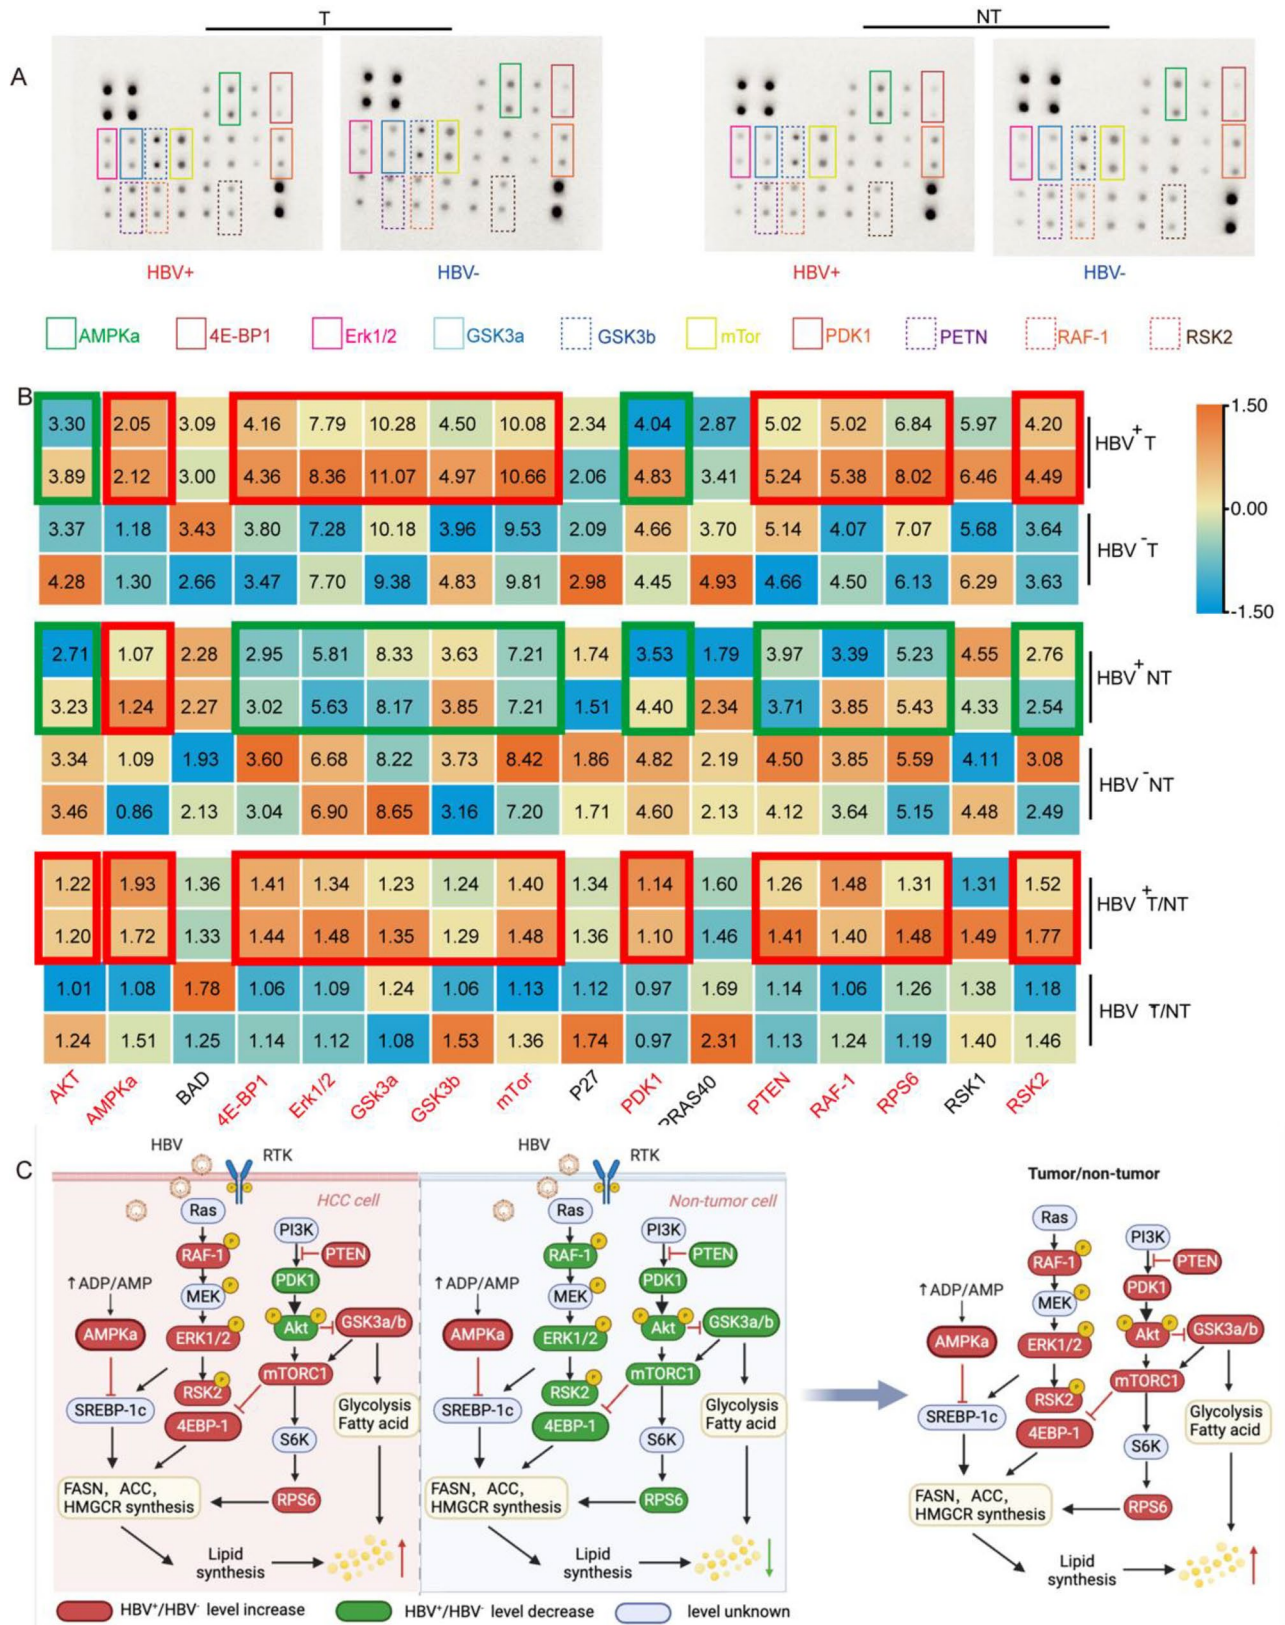 T
NT
A
HBV+
HBV-
HBV+
HBV-
AMPKa
4E-BP1
Erk1/2
GSK3a
GSK3b
mTor
PDK1
PETN
RAF-1
RSK2
B
3.30 2.05 3.09 4.16 7.79 10.28 4.50 10.08 2.34 4.04 2.87 5.02 5.02 6.84 5.97 4.20
3.89 2.12 3.00 4.36 8.36 11.07 4.97 10.66 2.06 4.83 3.41 5.24 5.38 8.02 6.46 4.49
HBV+ T
3.37 1.18 3.43 3.80 7.28 10.18 3.96 9.53 2.09 4.66 3.70 5.14 4.07 7.07 5.68 3.64
4.28 1.30 2.66 3.47 7.70 9.38 4.83 9.81 2.98 4.45 4.93 4.66 4.50 6.13 6.29 3.63
HBV -T
1.50
0.00
-1.50
2.71 1.07 2.28 2.95 5.81 8.33 3.63 7.21 1.74 3.53 1.79 3.97 3.39 5.23 4.55 2.76
3.23 1.24 2.27 3.02 5.63 8.17 3.85 7.21 1.51 4.40 2.34 3.71 3.85 5.43 4.33 2.54
HBV+ NT
3.34 1.09 1.93 3.60 6.68 8.22 3.73 8.42 1.86 4.82 2.19 4.50 3.85 5.59 4.11 3.08
3.46 0.86 2.13 3.04 6.90 8.65 3.16 7.20 1.71 4.60 2.13 4.12 3.64 5.15 4.48 2.49
HBV -NT
1.22 1.93 1.36 1.41 1.34 1.23 1.24 1.40 1.34 1.14 1.60 1.26 1.48 1.31 1.31 1.52
1.20 1.72 1.33 1.44 1.48 1.35 1.29 1.48 1.36 1.10 1.46 1.41 1.40 1.48 1.49 1.77
HBV +T/NT
1.01 1.08 1.78 1.06 1.09 1.24 1.06 1.13 1.12 0.97 1.69 1.14 1.06 1.26 1.38 1.18
1.24 1.51 1.25 1.14 1.12 1.08 1.53 1.36 1.74 0.97 2.31 1.13 1.24 1.19 1.40 1.46
HBV -T/NT
AKT AMPKa BAD 4E-BP1 Erk1/2 GSk3a GSK3b mTor P27 PDK1 PRAS40 PTEN RAF-1 RPS6 RSK1 RSK2
C
HBV
RTK
HCC cell
Ras
PI3K
RAF-1
P
PTEN
↑ADP/AMP
PDK1
MEK
P
P
Akt
P
GSK3a/b
AMPKa
ERK1/2
P
mTORC1
RSK2
P
SREBP-1c
4EBP-1
Glycolysis
Fatty acid
S6K
FASN, ACC,
HMGCR synthesis
RPS6
Lipid
synthesis
HBV
RTK
Non-tumor cell
Ras
PI3K
RAF-1
P
PTEN
↑ADP/AMP
PDK1
MEK
P
P
Akt
P
GSK3a/b
AMPKa
ERK1/2
P
mTORC1
RSK2
P
SREBP-1c
4EBP-1
Glycolysis
Fatty acid
S6K
FASN, ACC,
HMGCR synthesis
RPS6
Lipid
synthesis
Tumor/non-tumor
Ras
PI3K
RAF-1
P
PTEN
↑ADP/AMP
PDK1
MEK
P
P
Akt
P
GSK3a/b
AMPKa
ERK1/2
P
mTORC1
RSK2
P
SREBP-1c
4EBP-1
Glycolysis
Fatty acid
S6K
FASN, ACC,
HMGCR synthesis
RPS6
Lipid
synthesis
HBV+/HBV- level increase
HBV+/HBV- level decrease
level unknown